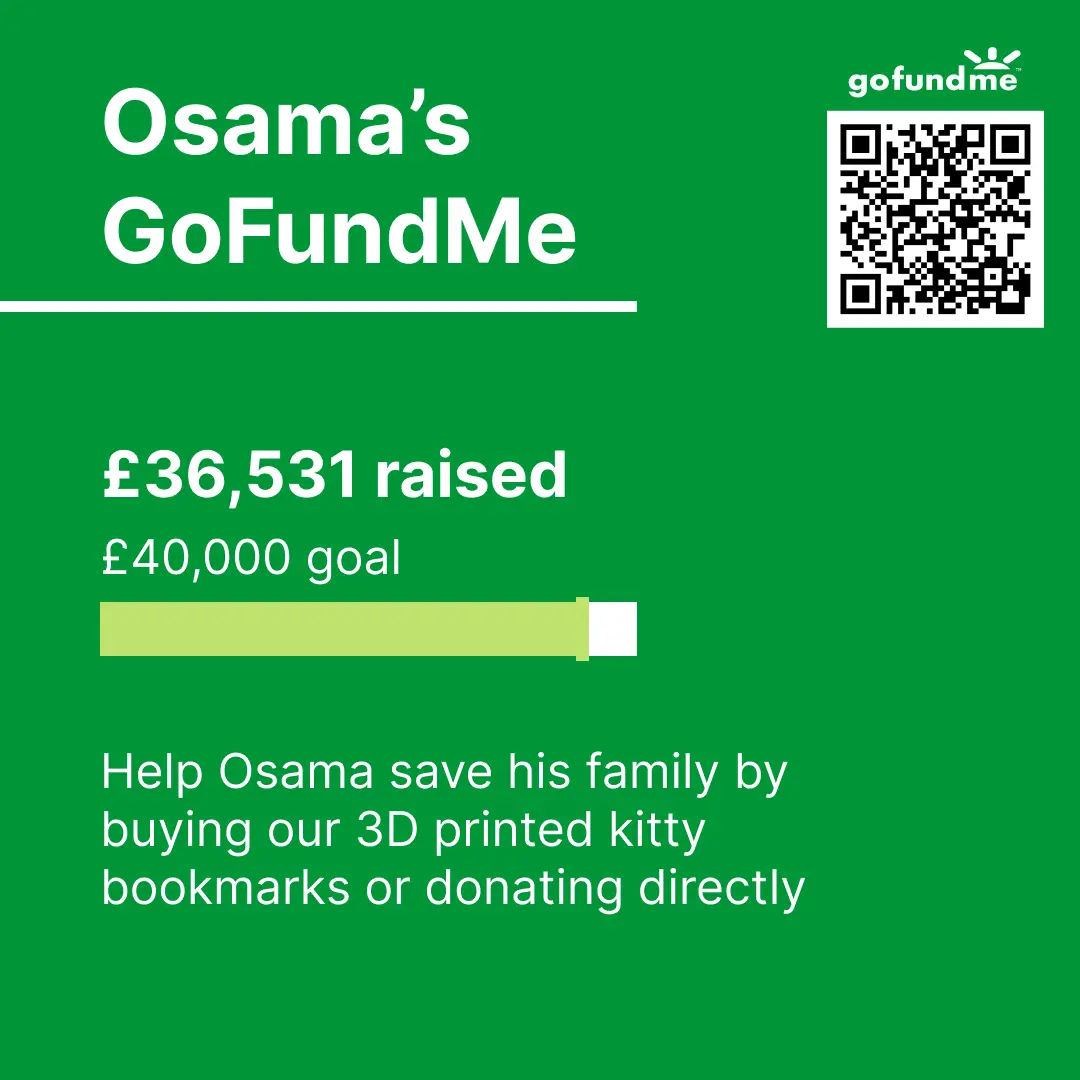 Osama’s
GoFundMe
gofundme™
£36,531 raised
£40,000 goal
Help Osama save his family by
buying our 3D printed kitty
bookmarks or donating directly